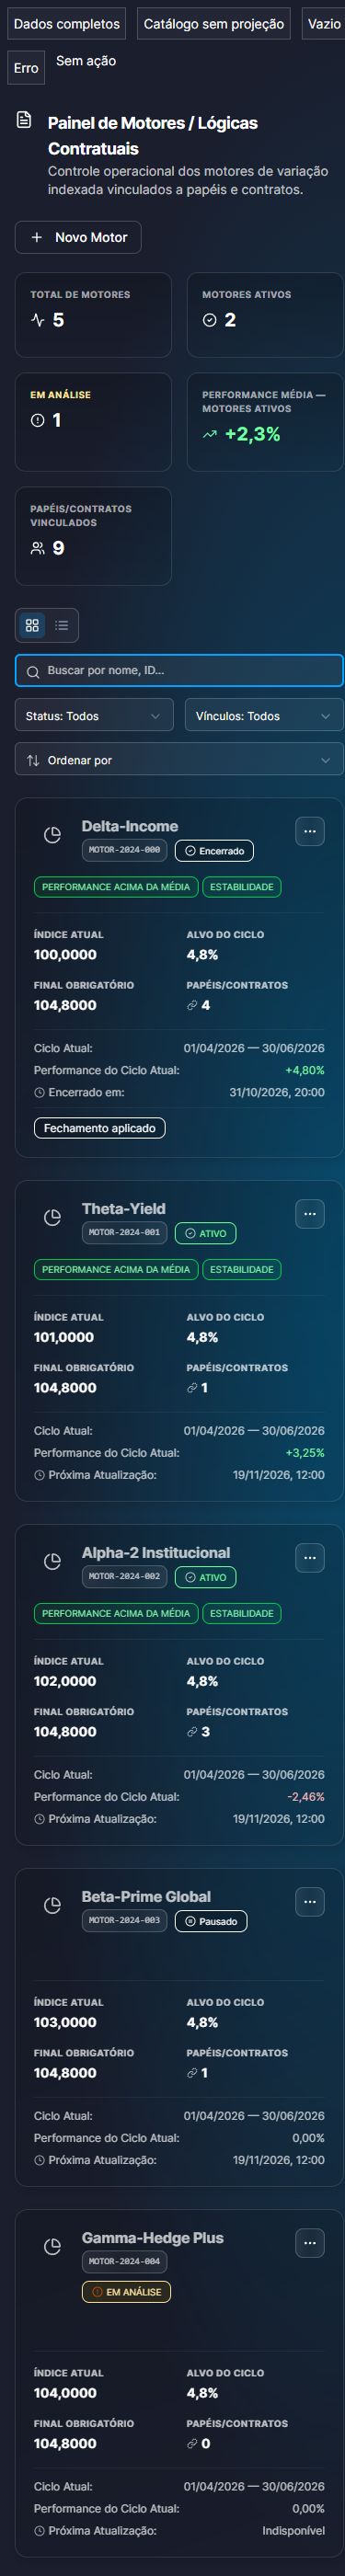 Dados completos
Catálogo sem projeção
Vazio
Erro
Sem ação
Painel de Motores / Lógicas
Contratuais
Controle operacional dos motores de variação
indexada vinculados a papéis e contratos.
Novo Motor
TOTAL DE MOTORES
5
MOTORES ATIVOS
2
EM ANÁLISE
1
PERFORMANCE MÉDIA —
MOTORES ATIVOS
+2,3%
PAPÉIS/CONTRATOS
VINCULADOS
9
Buscar por nome, ID...
Status: Todos
Vínculos: Todos
Ordenar por
Delta-Income
MOTOR-2024-000
Encerrado
PERFORMANCE ACIMA DA MÉDIA
ESTABILIDADE
ÍNDICE ATUAL
ALVO DO CICLO
100,0000
4,8%
FINAL OBRIGATÓRIO
PAPÉIS/CONTRATOS
104,8000
4
Ciclo Atual: 01/04/2026 — 30/06/2026
Performance do Ciclo Atual: +4,80%
Encerrado em: 31/10/2026, 20:00
Fechamento aplicado
Theta-Yield
MOTOR-2024-001
ATIVO
PERFORMANCE ACIMA DA MÉDIA
ESTABILIDADE
ÍNDICE ATUAL
ALVO DO CICLO
101,0000
4,8%
FINAL OBRIGATÓRIO
PAPÉIS/CONTRATOS
104,8000
1
Ciclo Atual: 01/04/2026 — 30/06/2026
Performance do Ciclo Atual: +3,25%
Próxima Atualização: 19/11/2026, 12:00
Alpha-2 Institucional
MOTOR-2024-002
ATIVO
PERFORMANCE ACIMA DA MÉDIA
ESTABILIDADE
ÍNDICE ATUAL
ALVO DO CICLO
102,0000
4,8%
FINAL OBRIGATÓRIO
PAPÉIS/CONTRATOS
104,8000
3
Ciclo Atual: 01/04/2026 — 30/06/2026
Performance do Ciclo Atual: -2,46%
Próxima Atualização: 19/11/2026, 12:00
Beta-Prime Global
MOTOR-2024-003
Pausado
ÍNDICE ATUAL
ALVO DO CICLO
103,0000
4,8%
FINAL OBRIGATÓRIO
PAPÉIS/CONTRATOS
104,8000
1
Ciclo Atual: 01/04/2026 — 30/06/2026
Performance do Ciclo Atual: 0,00%
Próxima Atualização: 19/11/2026, 12:00
Gamma-Hedge Plus
MOTOR-2024-004
EM ANÁLISE
ÍNDICE ATUAL
ALVO DO CICLO
104,0000
4,8%
FINAL OBRIGATÓRIO
PAPÉIS/CONTRATOS
104,8000
0
Ciclo Atual: 01/04/2026 — 30/06/2026
Performance do Ciclo Atual: 0,00%
Próxima Atualização: Indisponível